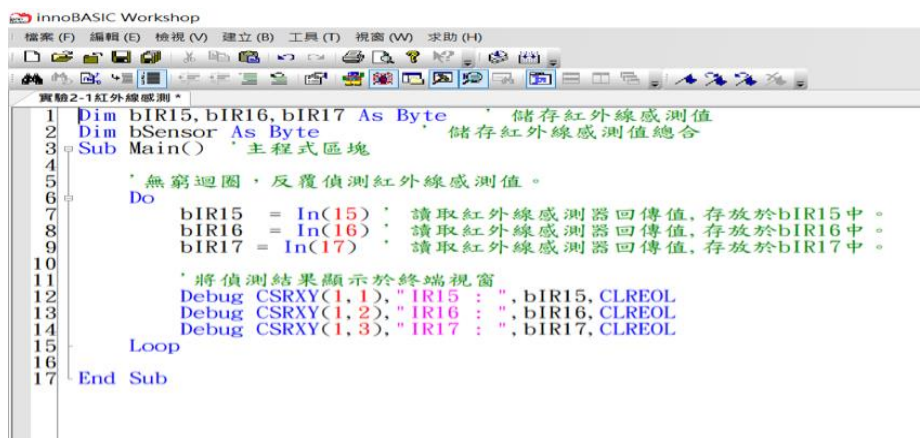 innoBASIC Workshop
檔案(F) 編輯(E) 檢視(V) 建立(B) 工具(T) 視窗(W) 求助(H)
實驗2-1紅外線感測 *
1 Dim bIR15,bIR16,bIR17 As Byte ' 儲存紅外線感測值
2 Dim bSensor As Byte ' 儲存紅外線感測值總合
3 Sub Main() '主程式區塊
4
5 '無窮迴圈，反覆偵測紅外線感測值。
6 Do
7 bIR15 = In(15) ' 讀取紅外線感測器回傳值,存放於bIR15中。
8 bIR16 = In(16) ' 讀取紅外線感測器回傳值,存放於bIR16中。
9 bIR17 = In(17) ' 讀取紅外線感測器回傳值,存放於bIR17中。
10
11 '將偵測結果顯示於終端視窗
12 Debug CSRXY(1,1),"IR15 : ",bIR15,CLREOL
13 Debug CSRXY(1,2),"IR16 : ",bIR16,CLREOL
14 Debug CSRXY(1,3),"IR17 : ",bIR17,CLREOL
15 Loop
16
17 End Sub